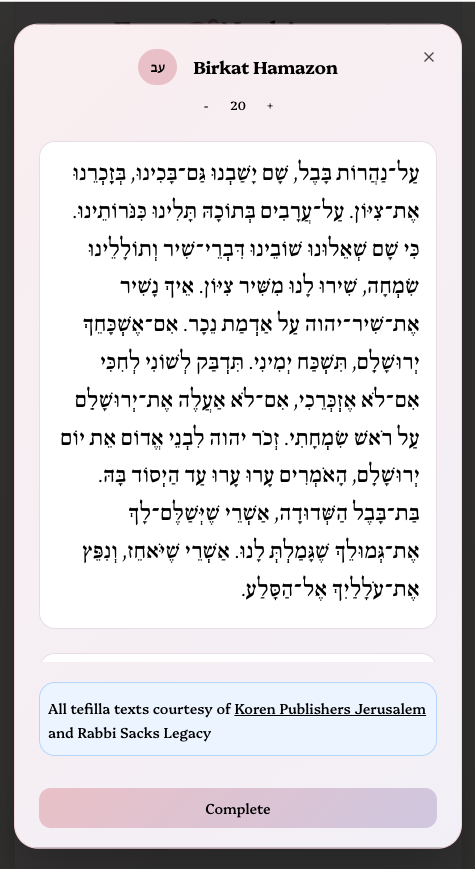 עב
Birkat Hamazon
- 20 +
עַל־נַהֲרוֹת בָּבֶל, שָׁם יָשַׁבְנוּ גַּם־בָּכִינוּ, בְּזָכְרֵנוּ
אֶת־צִיּוֹן. עַל־עֲרָבִים בְּתוֹכָהּ תָּלִינוּ כִּנֹּרוֹתֵינוּ.
כִּי שָׁם שְׁאֵלוּנוּ שׁוֹבֵינוּ דִּבְרֵי־שִׁיר וְתוֹלָלֵינוּ
שִׂמְחָה, שִׁירוּ לָנוּ מִשִּׁיר צִיּוֹן. אֵיךְ נָשִׁיר
אֶת־שִׁיר־יהוה עַל אַדְמַת נֵכָר. אִם־אֶשְׁכָּחֵךְ
יְרוּשָׁלָם, תִּשְׁכַּח יְמִינִי. תִּדְבַּק לְשׁוֹנִי לְחִכִּי
אִם־לֹא אֶזְכְּרֵכִי, אִם־לֹא אַעֲלֶה אֶת־יְרוּשָׁלַם
עַל רֹאשׁ שִׂמְחָתִי. זְכֹר יהוה לִבְנֵי אֱדוֹם אֵת יוֹם
יְרוּשָׁלָם, הָאֹמְרִים עָרוּ עָרוּ עַד הַיְסוֹד בָּהּ.
בַּת־בָּבֶל הַשְּׁדוּדָה, אַשְׁרֵי שֶׁיְשַׁלֶּם־לָךְ
אֶת־גְּמוּלֵךְ שֶׁגָּמַלְתְּ לָנוּ. אַשְׁרֵי שֶׁיֹּאחֵז, וְנִפֵּץ
אֶת־עֹלָלַיִךְ אֶל־הַסָּלַע.
All tefilla texts courtesy of Koren Publishers Jerusalem
and Rabbi Sacks Legacy
Complete